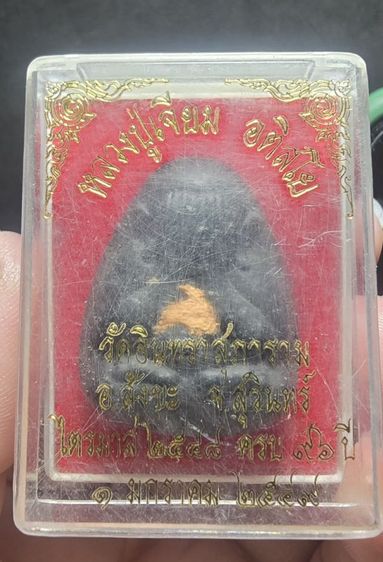 หลวงปู่เจียม อติสโย
วัดอินทราสุการาม
อ.สังขะ จ.สุรินทร์
ไตรมาส ๒๕๔๘ ครบ ๙๖ ปี
๑ มกราคม ๒๕๔๙